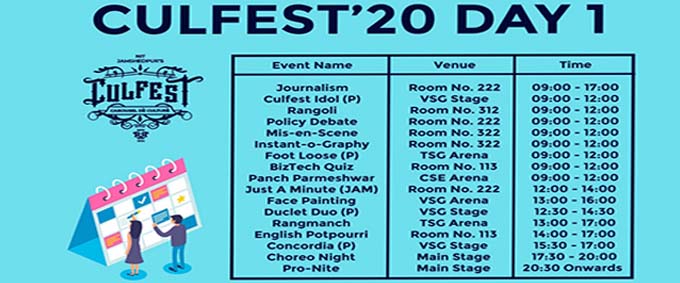 CULFEST'20 DAY 1
NIT
JAMSHEDPUR'S
CULFEST
CAROUSEL DE CULTURE
Event Name Venue Time
Journalism Room No. 222 09:00 - 17:00
Culfest Idol (P) VSG Stage 09:00 - 12:00
Rangoli Room No. 312 09:00 - 12:00
Policy Debate Room No. 222 09:00 - 12:00
Mis-en-Scene Room No. 322 09:00 - 12:00
Instant-o-Graphy Room No. 322 09:00 - 12:00
Foot Loose (P) TSG Arena 09:00 - 12:00
BizTech Quiz Room No. 113 09:00 - 12:00
Panch Parmeshwar CSE Arena 09:00 - 12:00
Just A Minute (JAM) Room No. 222 12:00 - 14:00
Face Painting VSG Arena 13:00 - 16:00
Duclet Duo (P) VSG Stage 12:30 - 14:30
Rangmanch TSG Arena 13:00 - 17:00
English Potpourri Room No. 113 14:00 - 17:00
Concordia (P) VSG Stage 15:30 - 17:00
Choreo Night Main Stage 17:30 - 20:00
Pro-Nite Main Stage 20:30 Onwards